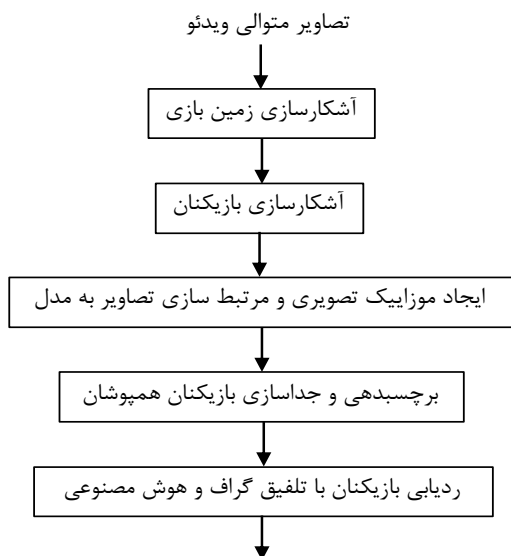 تصاویر متوالی ویدئو
آشکارسازی زمین بازی
آشکارسازی بازیکنان
ایجاد موزاییک تصویری و مرتبط سازی تصاویر به مدل
برچسبدهی و جداسازی بازیکنان همپوشان
ردیابی بازیکنان با تلفیق گراف و هوش مصنوعی